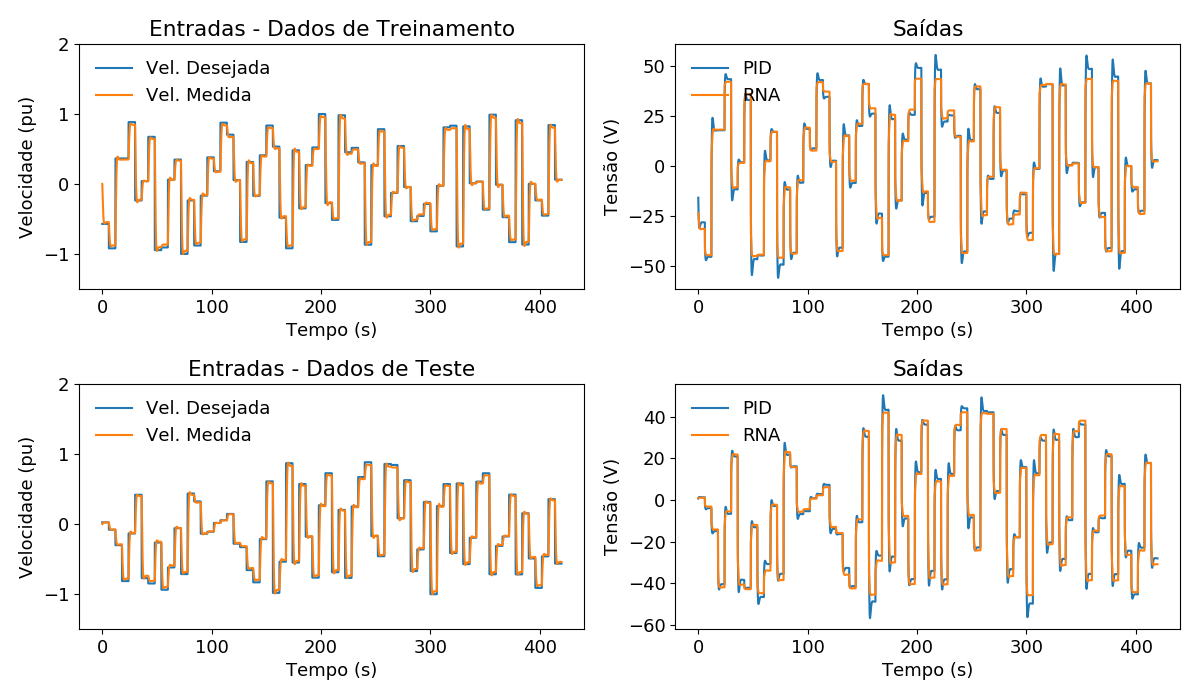 Entradas - Dados de Treinamento
Vel. Desejada
Vel. Medida
Velocidade (pu)
2
1
0
−1
0
100
200
300
400
Tempo (s)
Saídas
PID
RNA
Tensão (V)
50
25
0
−25
−50
0
100
200
300
400
Tempo (s)
Entradas - Dados de Teste
Vel. Desejada
Vel. Medida
Velocidade (pu)
2
1
0
−1
0
100
200
300
400
Tempo (s)
Saídas
PID
RNA
Tensão (V)
40
20
0
−20
−40
−60
0
100
200
300
400
Tempo (s)